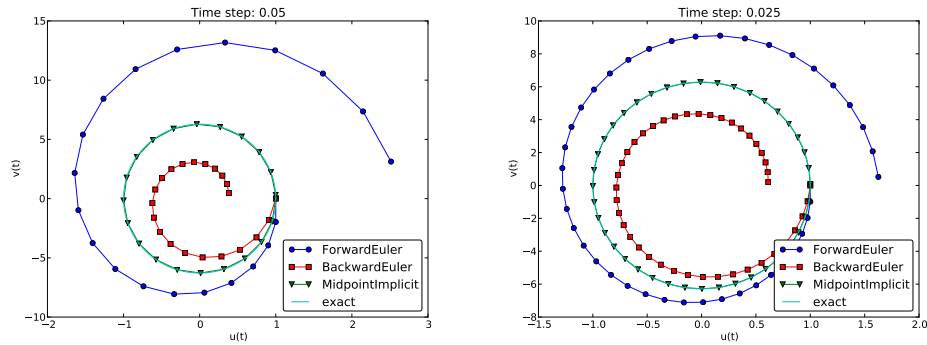 Time step: 0.05
v(t)
15
10
5
0
−5
−10
−2
−1
0
1
2
3
u(t)
ForwardEuler
BackwardEuler
MidpointImplicit
exact
Time step: 0.025
v(t)
10
8
6
4
2
0
−2
−4
−6
−8
−1.5
−1.0
−0.5
0.0
0.5
1.0
1.5
2.0
u(t)
ForwardEuler
BackwardEuler
MidpointImplicit
exact